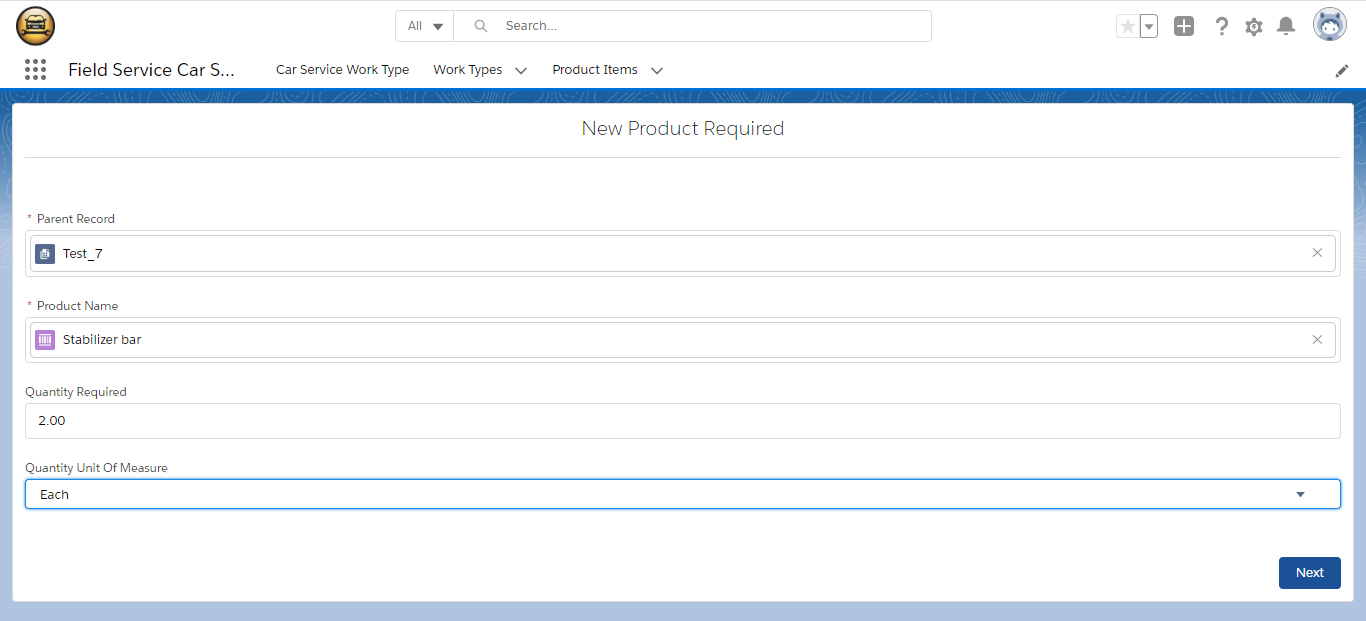 All Search...
Field Service Car S... Car Service Work Type Work Types Product Items
New Product Required
* Parent Record
Test_7
* Product Name
Stabilizer bar
Quantity Required
2.00
Quantity Unit Of Measure
Each
Next